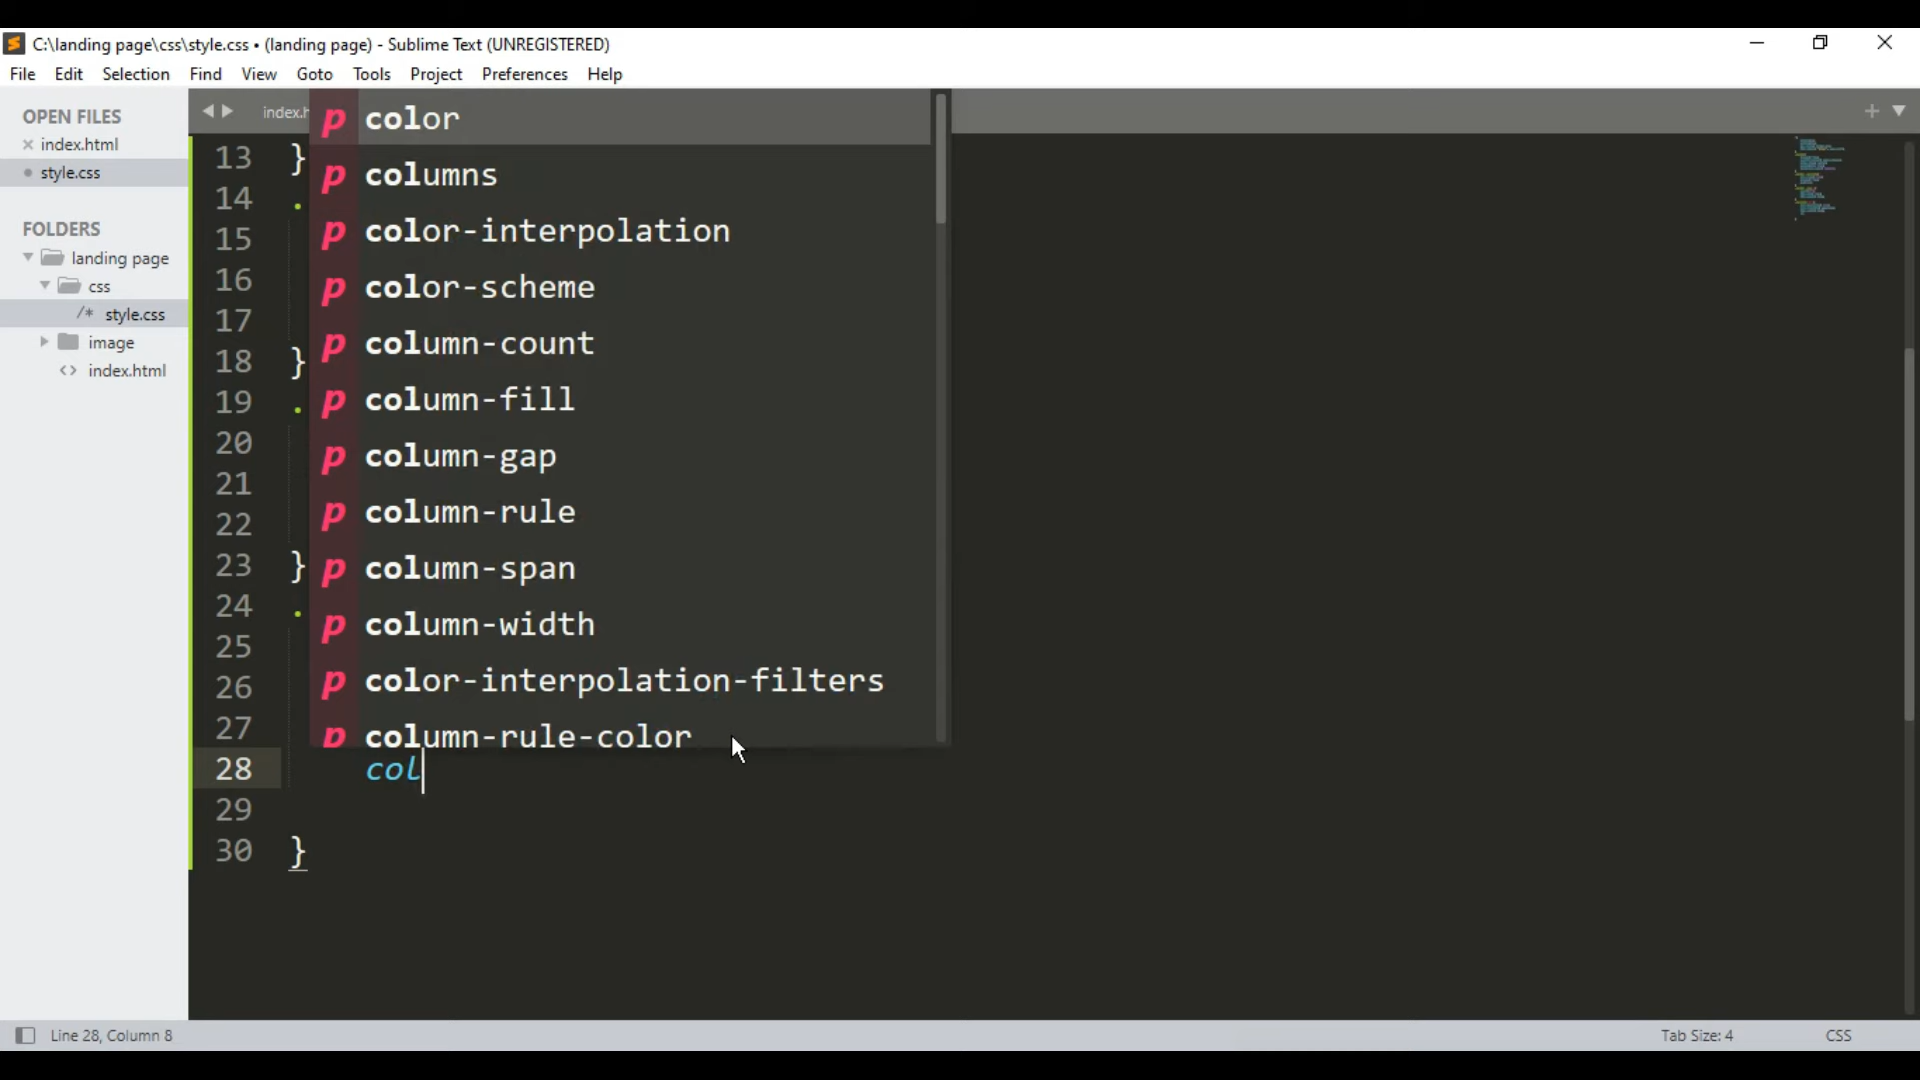 C:\landing page\css\style.css • (landing page) - Sublime Text (UNREGISTERED)
File Edit Selection Find View Goto Tools Project Preferences Help
OPEN FILES
index.html
style.css
FOLDERS
landing page
css
/* style.css
image
<> index.html
index.h
13 }
14 .
15
16
17
18 }
19 .
20
21
22
23 }
24 .
25
26
27
28 col
29
30 }
p color
p columns
p color-interpolation
p color-scheme
p column-count
p column-fill
p column-gap
p column-rule
p column-span
p column-width
p color-interpolation-filters
p column-rule-color
Line 28, Column 8
Tab Size: 4
CSS